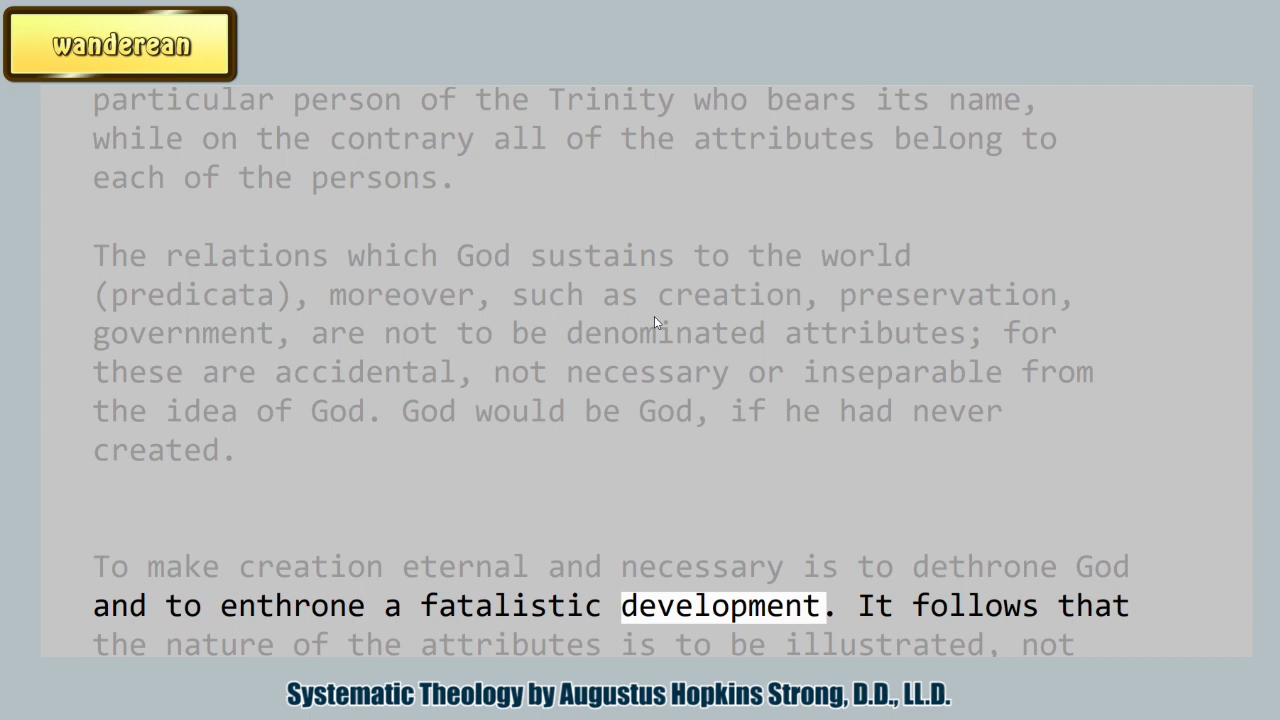 wanderean
particular person of the Trinity who bears its name,
while on the contrary all of the attributes belong to
each of the persons.
The relations which God sustains to the world
(predicata), moreover, such as creation, preservation,
government, are not to be denominated attributes; for
these are accidental, not necessary or inseparable from
the idea of God. God would be God, if he had never
created.
To make creation eternal and necessary is to dethrone God
and to enthrone a fatalistic development. It follows that
the nature of the attributes is to be illustrated, not
Systematic Theology by Augustus Hopkins Strong, D.D., LL.D.